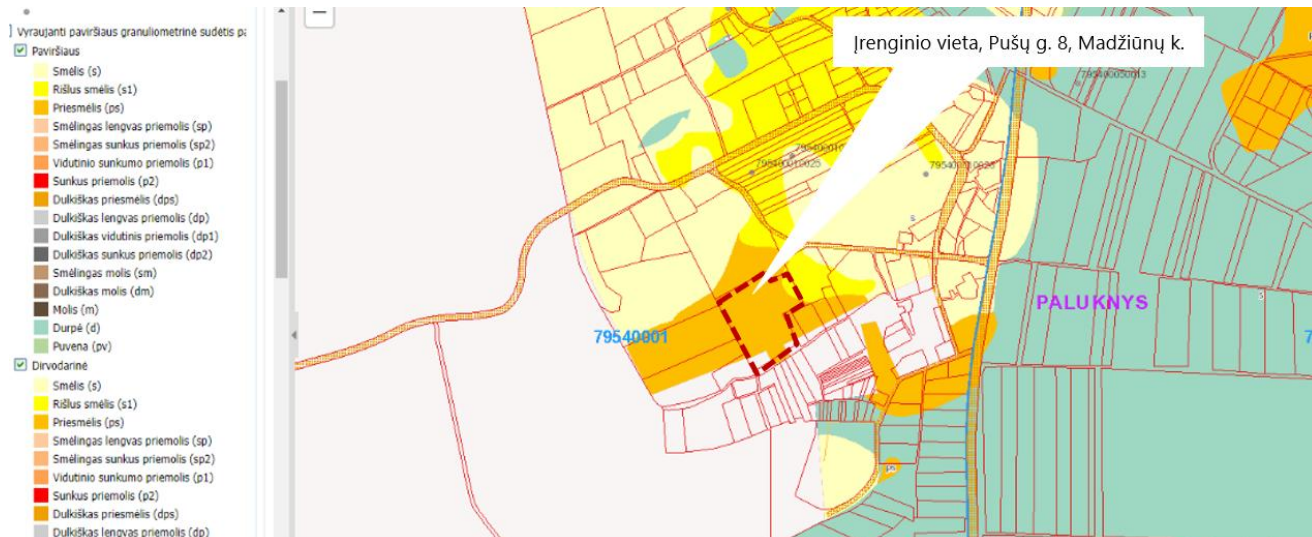 Vyraujanti paviršiaus granuliometrinė sudėtis pa
Paviršiaus
Smėlis (s)
Rišlus smėlis (s1)
Priesmėlis (ps)
Smėlingas lengvas priemolis (sp)
Smėlingas sunkus priemolis (sp2)
Vidutinio sunkumo priemolis (p1)
Sunkus priemolis (p2)
Dulkiškas priesmėlis (dps)
Dulkiškas lengvas priemolis (dp)
Dulkiškas vidutinis priemolis (dp1)
Dulkiškas sunkus priemolis (dp2)
Smėlingas molis (sm)
Dulkiškas molis (dm)
Molis (m)
Durpė (d)
Puvena (pv)
Dirvodarinė
Smėlis (s)
Rišlus smėlis (s1)
Priesmėlis (ps)
Smėlingas lengvas priemolis (sp)
Smėlingas sunkus priemolis (sp2)
Vidutinio sunkumo priemolis (p1)
Sunkus priemolis (p2)
Dulkiškas priesmėlis (dps)
Dulkiškas lengvas priemolis (dp)
Įrenginio vieta, Pušų g. 8, Madžiūnų k.
795400050013
795400010025
PALUKNYS
79540001
7
ps